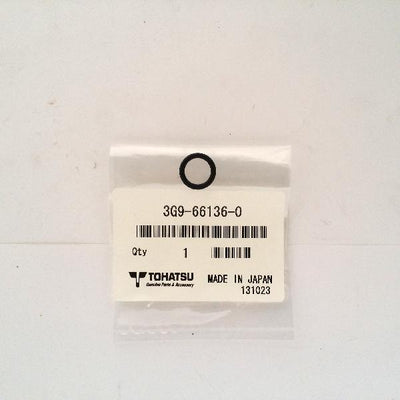 3G9-66136-0
Qty 1
TOHATSU MADE IN JAPAN
Genuine Parts & Accessory 131023